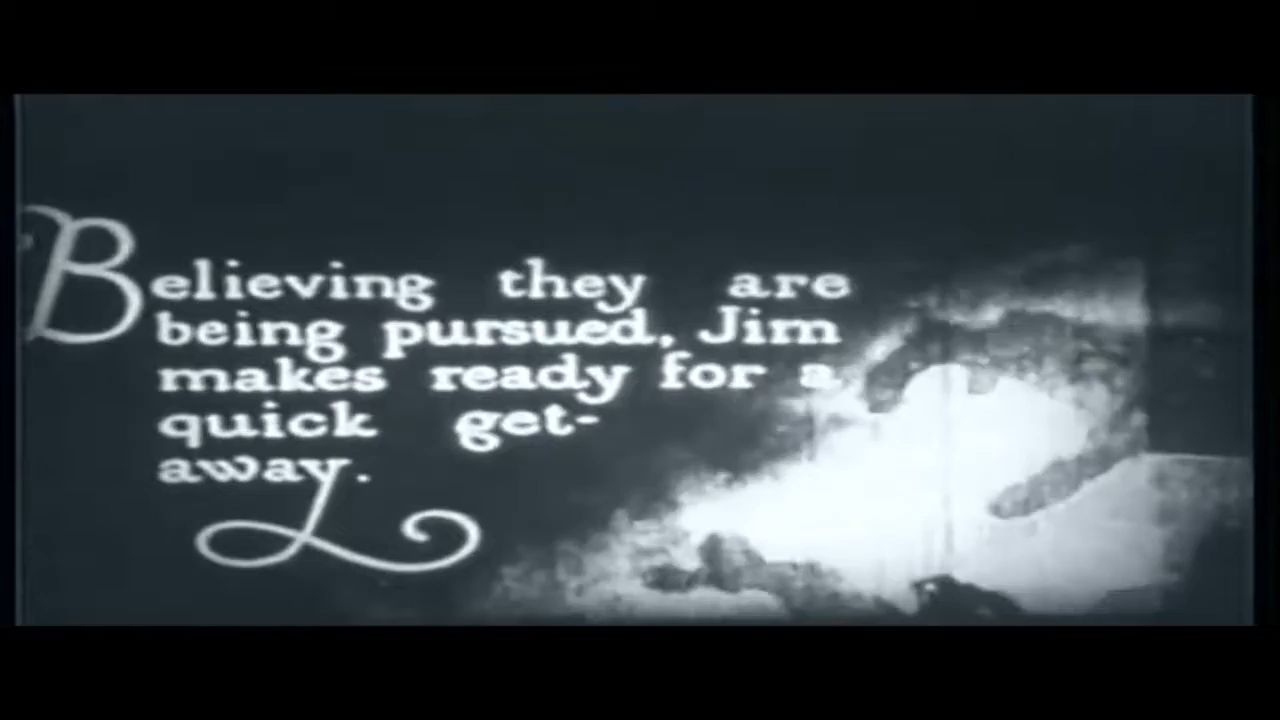 Believing they are
being pursued, Jim
makes ready for a
quick get-
away.